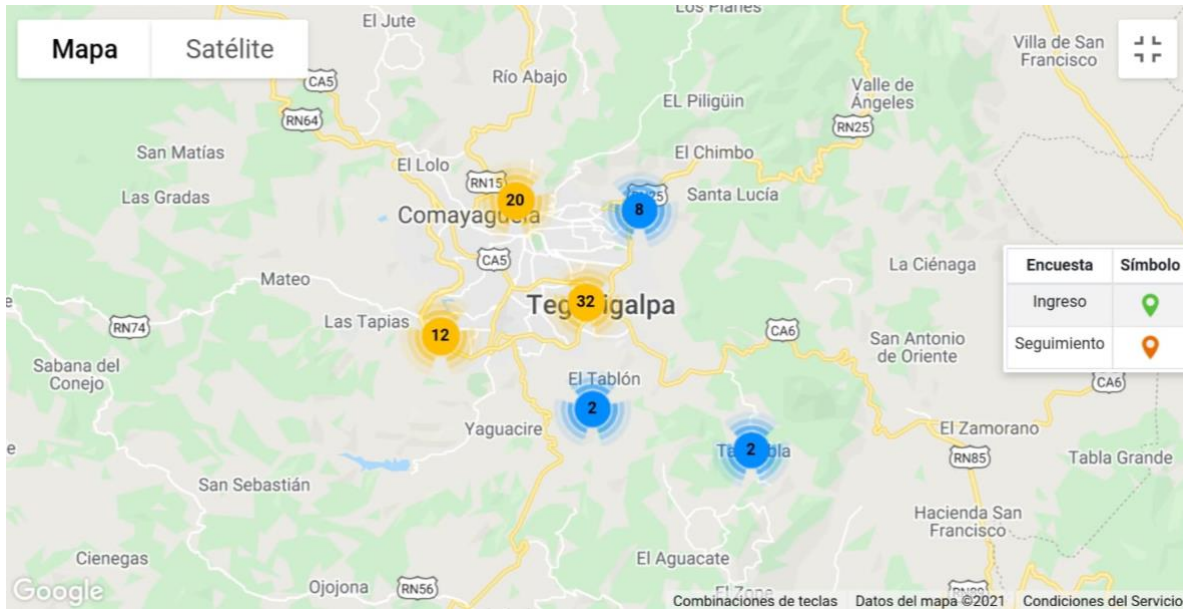 Los Planes
El Jute
Mapa
Satélite
Villa de San
Francisco
Río Abajo
CA5
Valle de
Ángeles
EL Piligüin
RN64
RN25
San Matías
El Chimbo
El Lolo
RN15
Las Gradas
Santa Lucía
20
8
Comayagüela
CA5
La Ciénaga
Encuesta
Símbolo
Mateo
Ingreso
32
Tegucigalpa
Las Tapias
RN74
12
CA6
San Antonio
de Oriente
Seguimiento
Sabana del
Conejo
El Tablón
CA6
2
Yaguacire
El Zamorano
2
RN85
Tabla Grande
San Sebastián
Hacienda San
Francisco
Cienegas
El Aguacate
Google
Ojojona
RN56
Combinaciones de teclas
Datos del mapa ©2021
Condiciones del Servicio